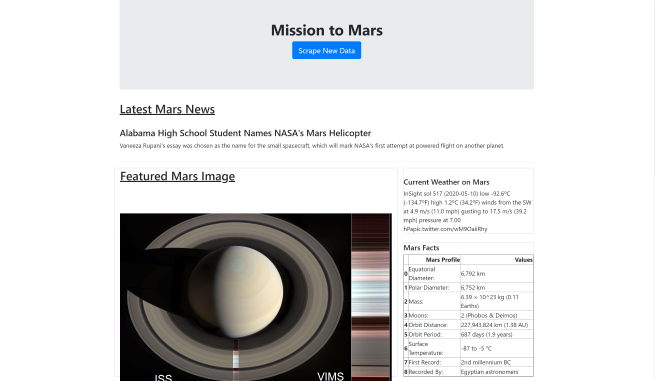 Mission to Mars
Scrape New Data
Latest Mars News
Alabama High School Student Names NASA's Mars Helicopter
Vaneeza Rupani's essay was chosen as the name for the small spacecraft, which will mark NASA's first attempt at powered flight on another planet.
Featured Mars Image
ISS
VIMS
Current Weather on Mars
InSight sol 517 (2020-05-10) low -92.6ºC
(-134.7ºF) high 1.2ºC (34.2ºF) winds from the SW
at 4.9 m/s (11.0 mph) gusting to 17.5 m/s (39.2
mph) pressure at 7.00
hPapic.twitter.com/wM9OaiiRhy
Mars Facts
Mars Profile Values
0 Equatorial Diameter: 6,792 km
1 Polar Diameter: 6,752 km
2 Mass: 6.39 × 10^23 kg (0.11 Earths)
3 Moons: 2 (Phobos & Deimos)
4 Orbit Distance: 227,943,824 km (1.38 AU)
5 Orbit Period: 687 days (1.9 years)
6 Surface Temperature: -87 to -5 °C
7 First Record: 2nd millennium BC
8 Recorded By: Egyptian astronomers